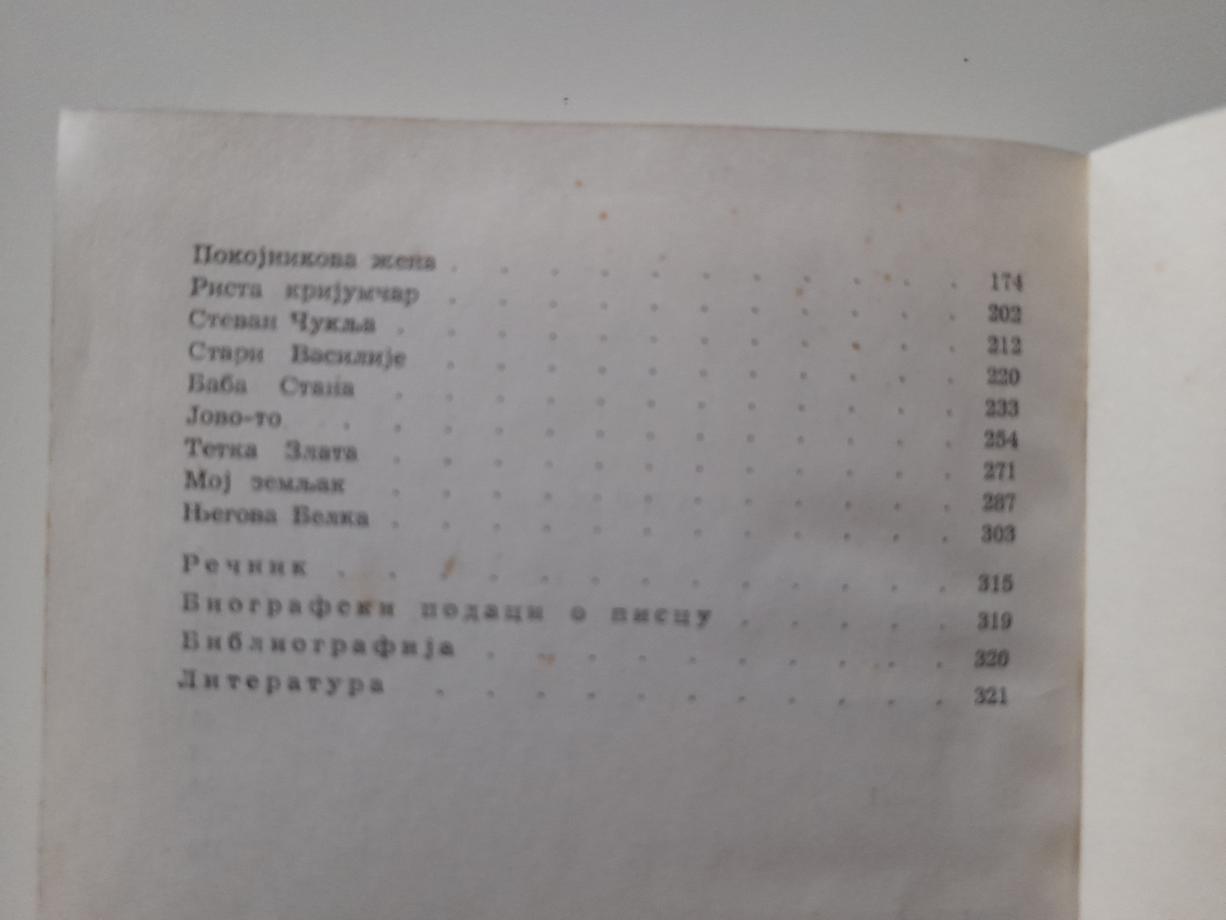 Покојникова жена . . . . . . . . . . . 174
Риста кријумчар . . . . . . . . . . . 202
Стеван Чукља . . . . . . . . . . . . 212
Стари Василије . . . . . . . . . . . 220
Баба Стана . . . . . . . . . . . . 233
Јово-то . . . . . . . . . . . . . 254
Тетка Злата . . . . . . . . . . . . 271
Мој земљак . . . . . . . . . . . . 287
Његова Велка . . . . . . . . . . . . 303
Речник . . . . . . . . . . . . . 315
Биографски подаци о писцу . . . . . 319
Библиографија . . . . . . . . . . 320
Литература . . . . . . . . . . . 321